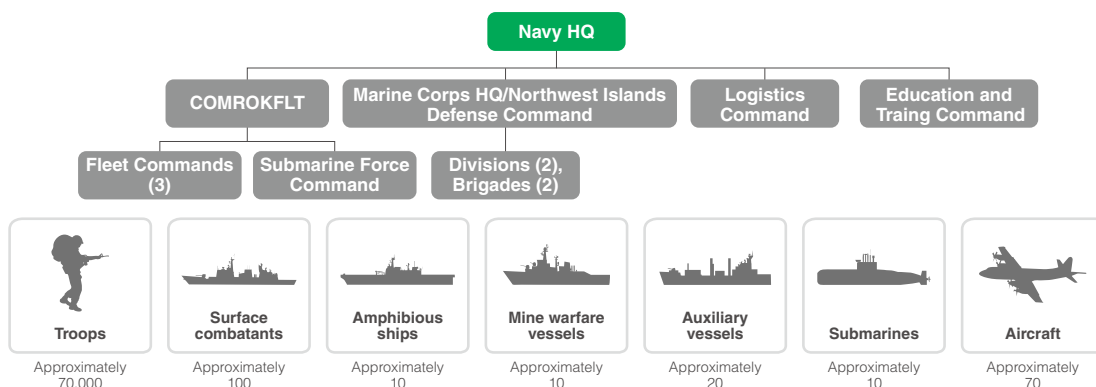 Navy HQ
COMROKFLT
Marine Corps HQ/Northwest Islands
Defense Command
Logistics
Command
Education and
Traing Command
Fleet Commands
(3)
Submarine Force
Command
Divisions (2),
Brigades (2)
Troops
Surface
combatants
Amphibious
ships
Mine warfare
vessels
Auxiliary
vessels
Submarines
Aircraft
Approximately
70,000
Approximately
100
Approximately
10
Approximately
10
Approximately
20
Approximately
10
Approximately
70